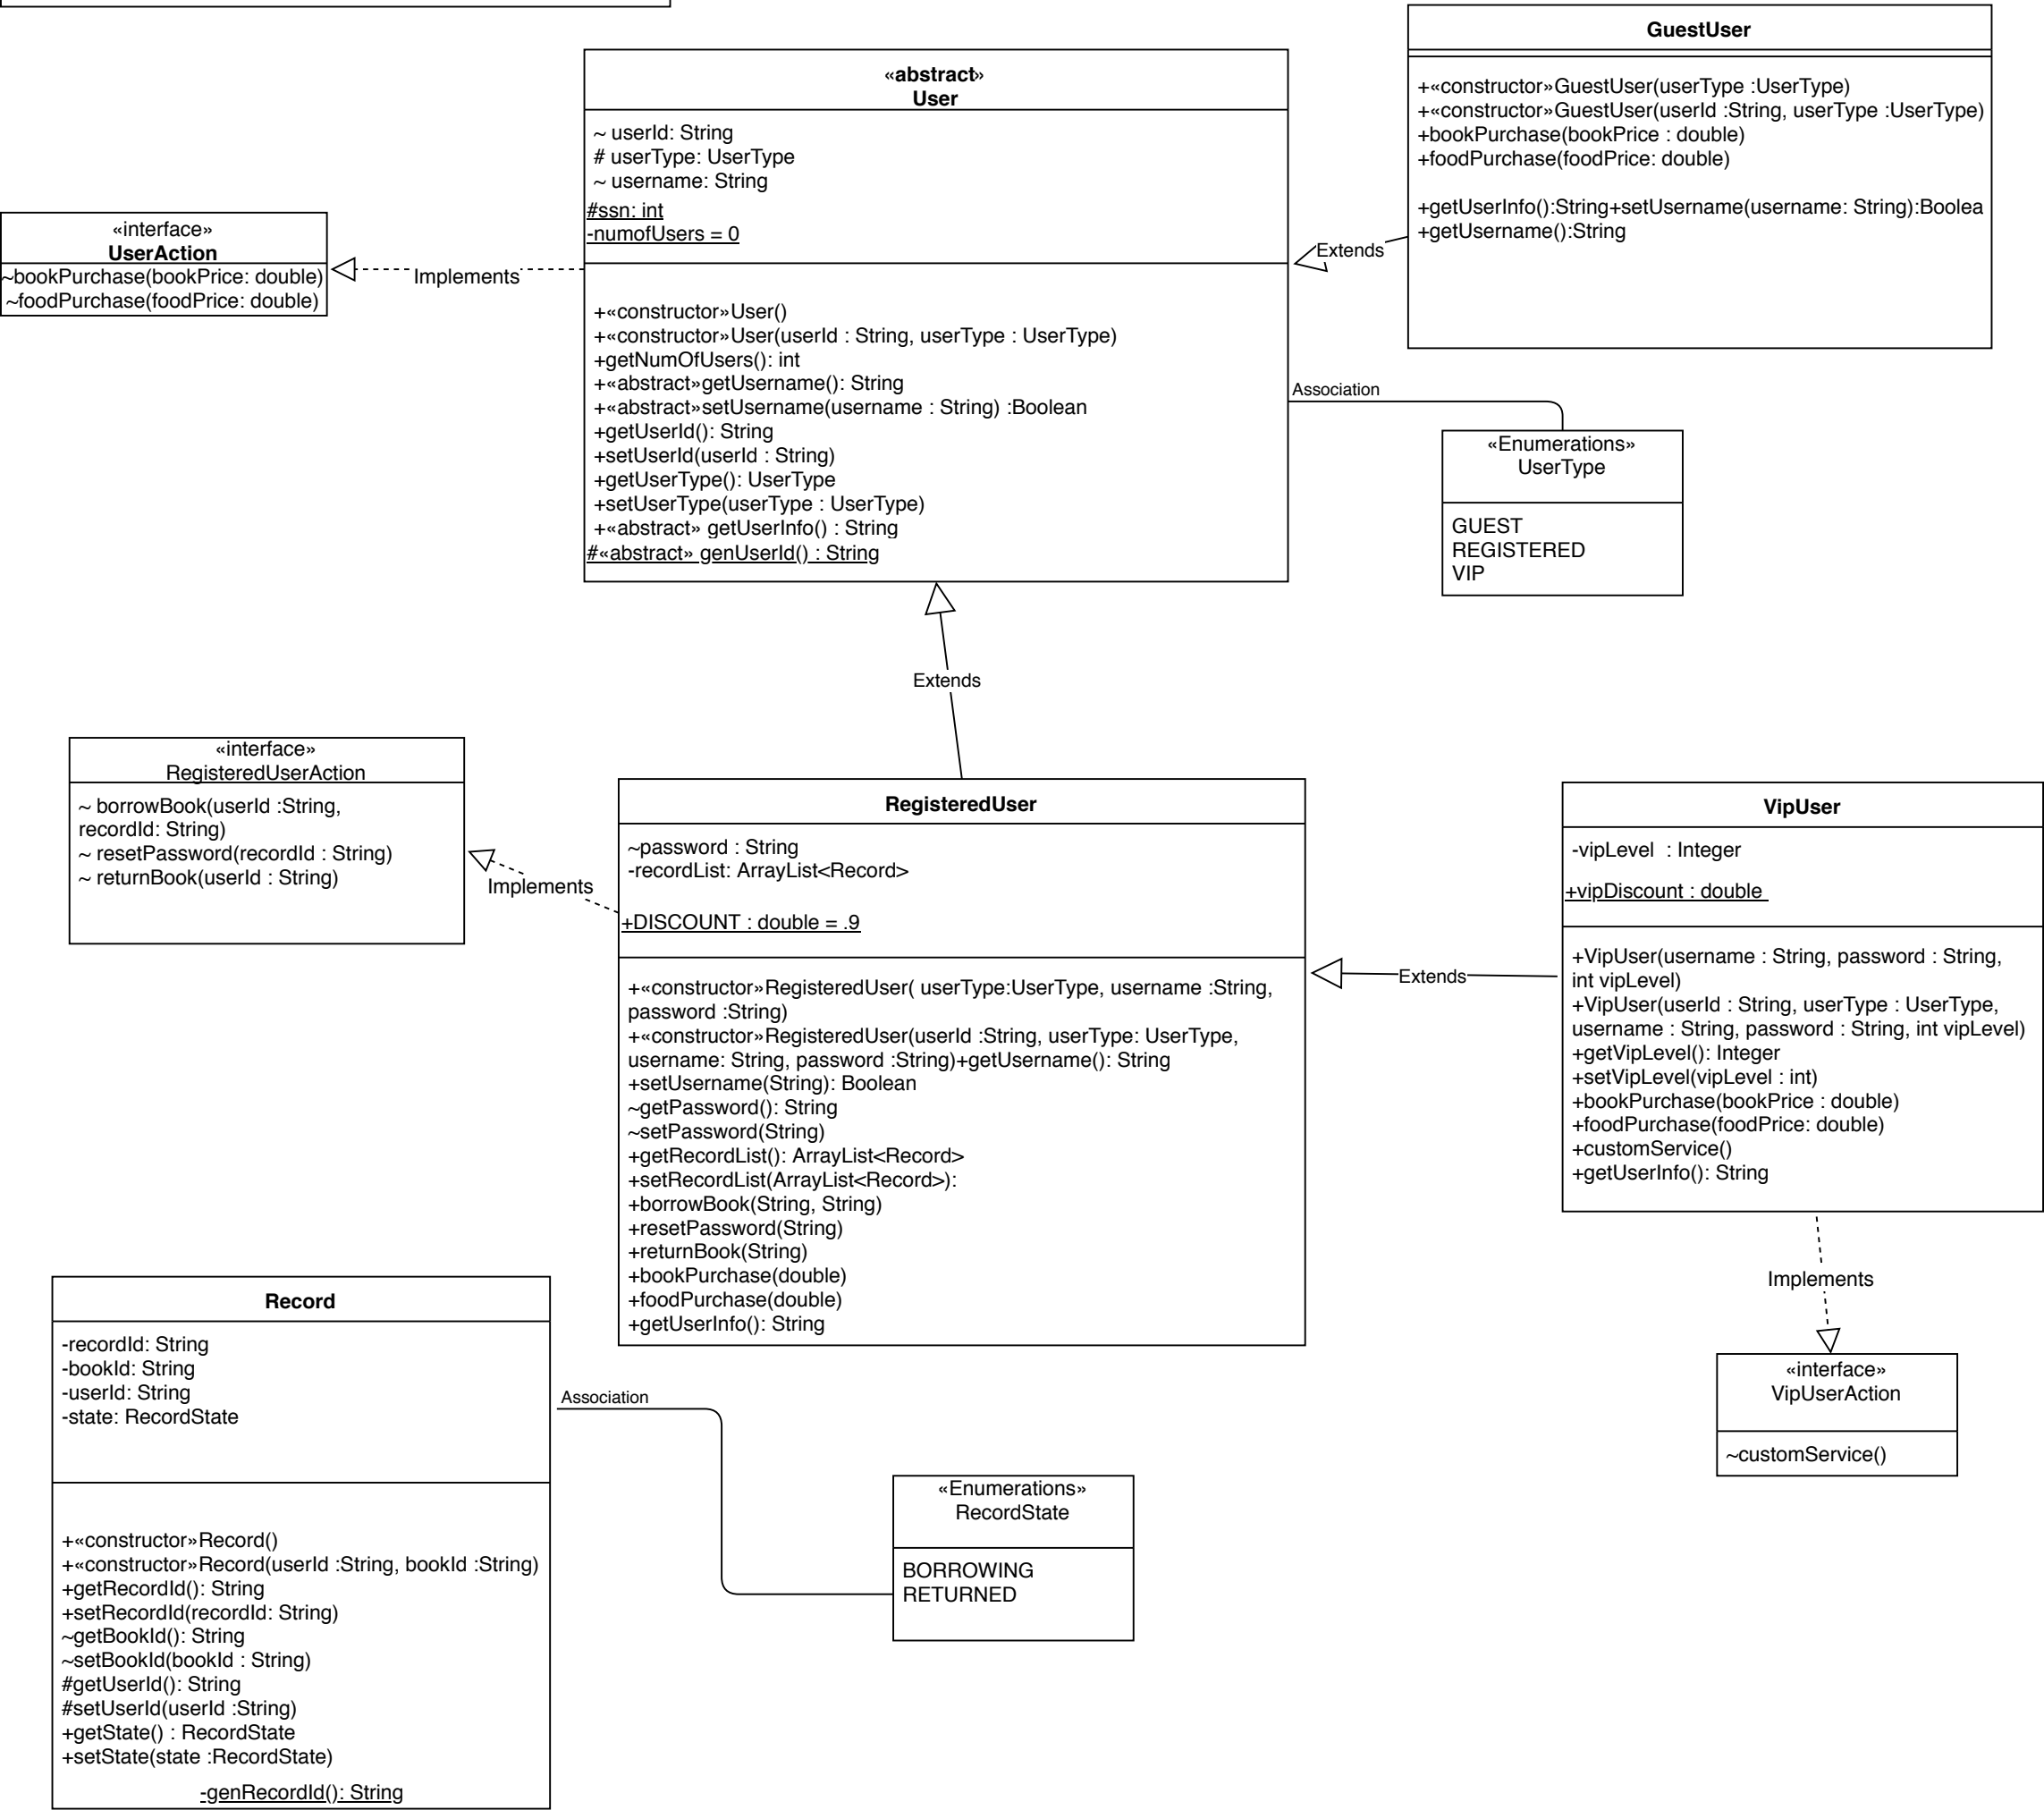 GuestUser
+«constructor»GuestUser(userType :UserType)
+«constructor»GuestUser(userId :String, userType :UserType)
+bookPurchase(bookPrice : double)
+foodPurchase(foodPrice: double)
+getUserInfo():String+setUsername(username: String):Boolea
+getUsername():String
«abstract»
User
~ userId: String
# userType: UserType
~ username: String
#ssn: int
-numofUsers = 0
+«constructor»User()
+«constructor»User(userId : String, userType : UserType)
+getNumOfUsers(): int
+«abstract»getUsername(): String
+«abstract»setUsername(username : String) :Boolean
+getUserId(): String
+setUserId(userId : String)
+getUserType(): UserType
+setUserType(userType : UserType)
+«abstract» getUserInfo() : String
#«abstract» genUserId() : String
«interface»
UserAction
~bookPurchase(bookPrice: double)
~foodPurchase(foodPrice: double)
Implements
Extends
Association
«Enumerations»
UserType
GUEST
REGISTERED
VIP
Extends
«interface»
RegisteredUserAction
~ borrowBook(userId :String,
recordId: String)
~ resetPassword(recordId : String)
~ returnBook(userId : String)
Implements
RegisteredUser
~password : String
-recordList: ArrayList<Record>
+DISCOUNT : double = .9
+«constructor»RegisteredUser( userType:UserType, username :String,
password :String)
+«constructor»RegisteredUser(userId :String, userType: UserType,
username: String, password :String)+getUsername(): String
+setUsername(String): Boolean
~getPassword(): String
~setPassword(String)
+getRecordList(): ArrayList<Record>
+setRecordList(ArrayList<Record>):
+borrowBook(String, String)
+resetPassword(String)
+returnBook(String)
+bookPurchase(double)
+foodPurchase(double)
+getUserInfo(): String
Extends
VipUser
-vipLevel : Integer
+vipDiscount : double
+VipUser(username : String, password : String,
int vipLevel)
+VipUser(userId : String, userType : UserType,
username : String, password : String, int vipLevel)
+getVipLevel(): Integer
+setVipLevel(vipLevel : int)
+bookPurchase(bookPrice : double)
+foodPurchase(foodPrice: double)
+customService()
+getUserInfo(): String
Implements
«interface»
VipUserAction
~customService()
Record
-recordId: String
-bookId: String
-userId: String
-state: RecordState
+«constructor»Record()
+«constructor»Record(userId :String, bookId :String)
+getRecordId(): String
+setRecordId(recordId: String)
~getBookId(): String
~setBookId(bookId : String)
#getUserId(): String
#setUserId(userId :String)
+getState() : RecordState
+setState(state :RecordState)
-genRecordId(): String
Association
«Enumerations»
RecordState
BORROWING
RETURNED